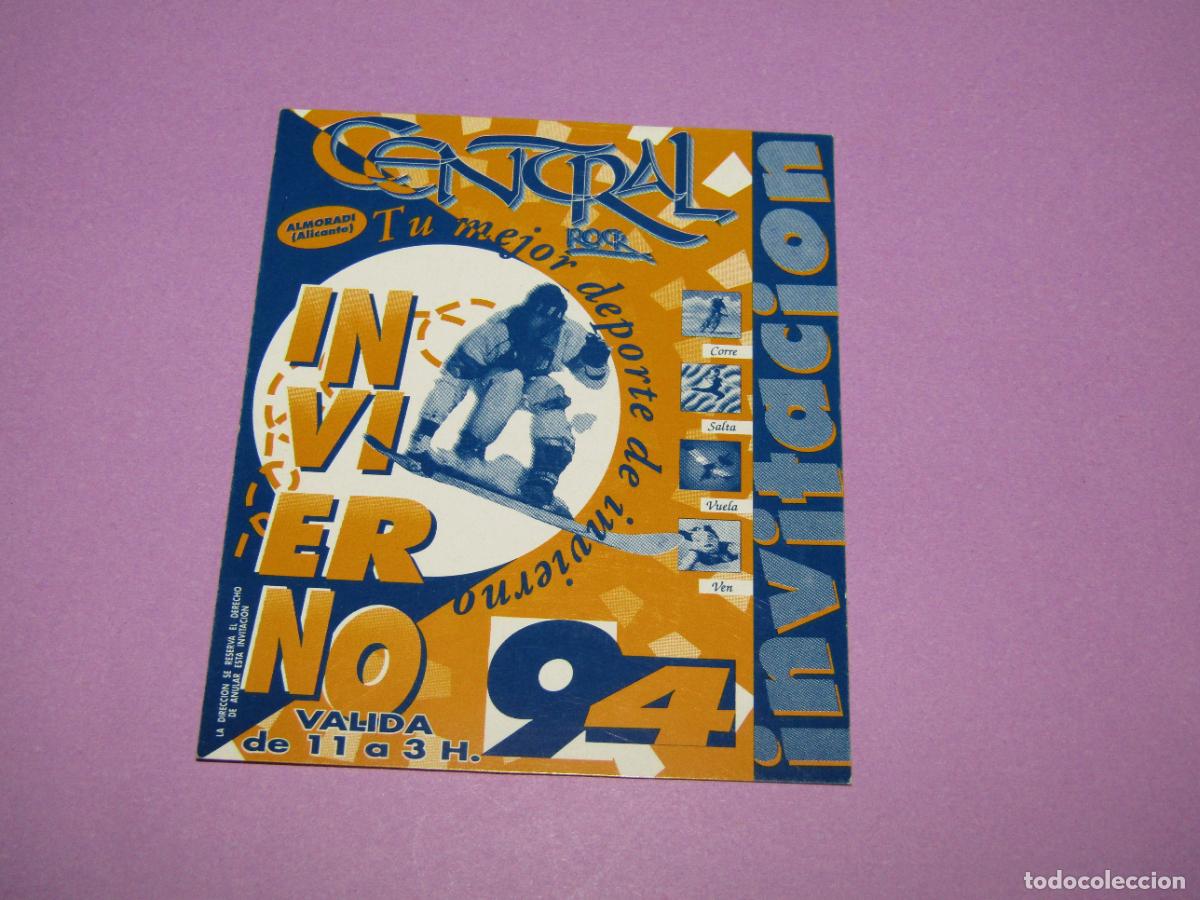 CENTRAL
ROCK
ALMORADI
(Alicante)
Tu mejor deporte de invierno
IN
VI
ER
NO
94
VALIDA
de 11 a 3 H.
LA DIRECCION SE RESERVA EL DERECHO
DE ANULAR ESTA INVITACION
Corre
Salta
Vuela
Ven
invitacion
todocoleccion